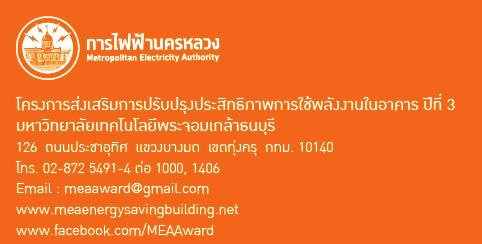 การไฟฟ้านครหลวง
Metropolitan Electricity Authority
โครงการส่งเสริมการปรับปรุงประสิทธิภาพการใช้พลังงานในอาคาร ปีที่ 3
มหาวิทยาลัยเทคโนโลยีพระจอมเกล้าธนบุรี
126 ถนนประชาอุทิศ แขวงบางมด เขตทุ่งครุ กทม. 10140
โทร. 02-872 5491-4 ต่อ 1000, 1406
Email : meaaward@gmail.com
www.meaenergysavingbuilding.net
www.facebook.com/MEAAward